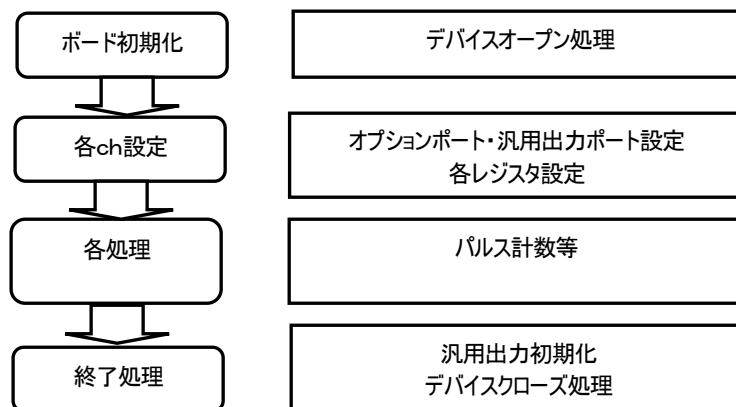 ボード初期化
デバイスオープン処理
各ch設定
オプションポート・汎用出力ポート設定
各レジスタ設定
各処理
パルス計数等
終了処理
汎用出力初期化
デバイスクローズ処理